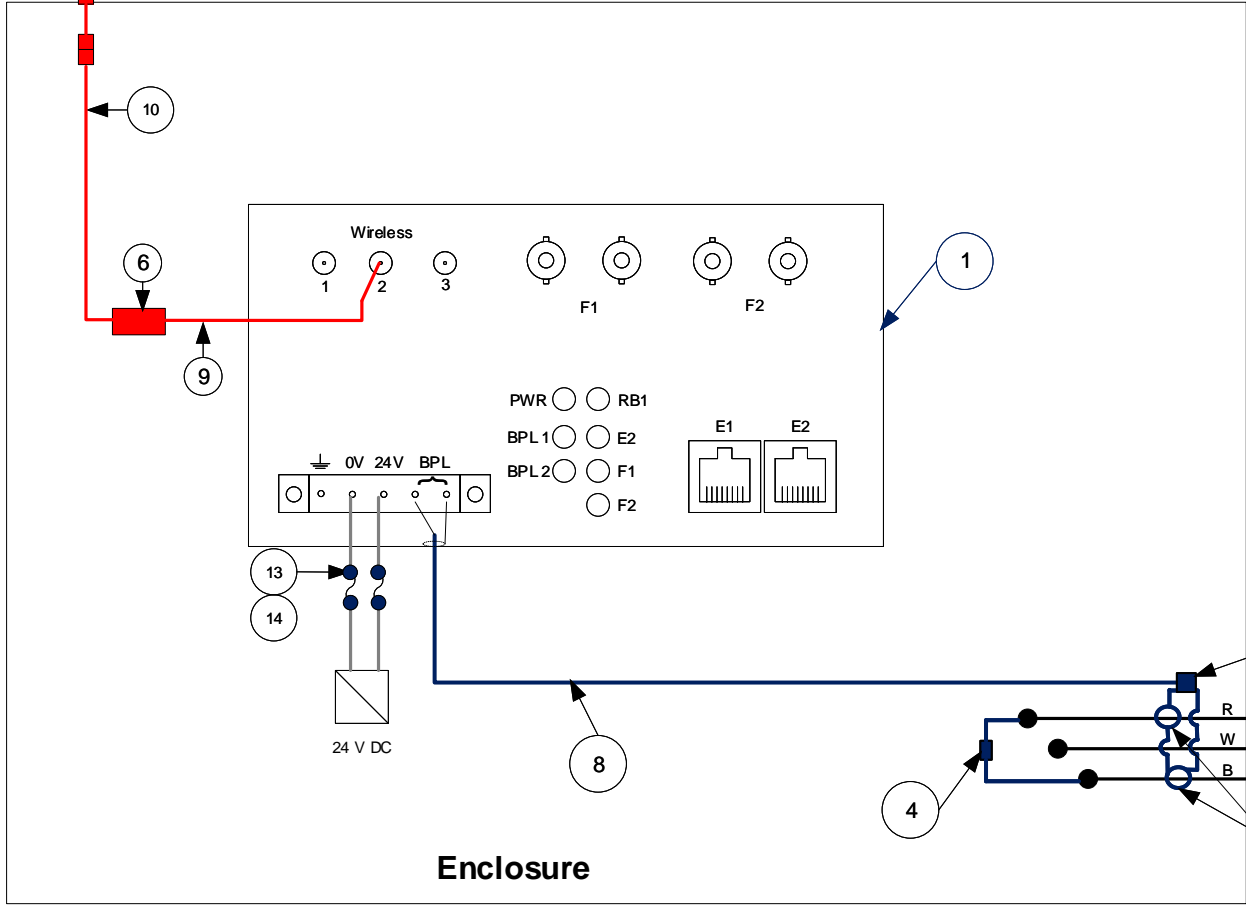 10
Wireless
6
1
1
2
3
F1
F2
9
PWR
RB1
BPL 1
E2
BPL 2
F1
F2
E1
E2
0V
24V
BPL
13
14
24 V DC
8
R
W
B
4
Enclosure